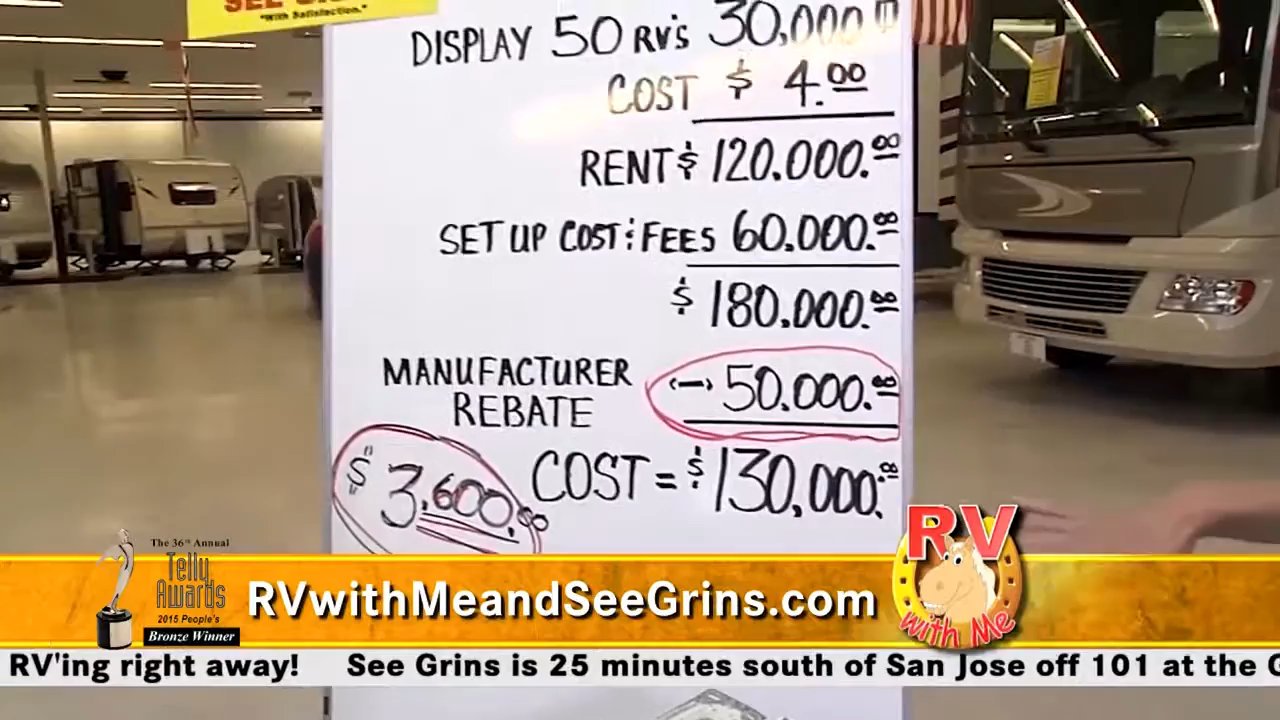 SEE GRINS
"With Satisfaction."
DISPLAY 50 RV's 30,000
COST $ 4.00
RENT $ 120.000.00
SET UP COST & FEES 60.000.00
$ 180.000.00
MANUFACTURER
REBATE
<—> 50.000.00
$ 3,600.00
COST = $ 130,000.00
The 36th Annual
Telly
Awards
2015 People's
Bronze Winner
RVwithMeandSeeGrins.com
RV
with Me
RV'ing right away! See Grins is 25 minutes south of San Jose off 101 at the G